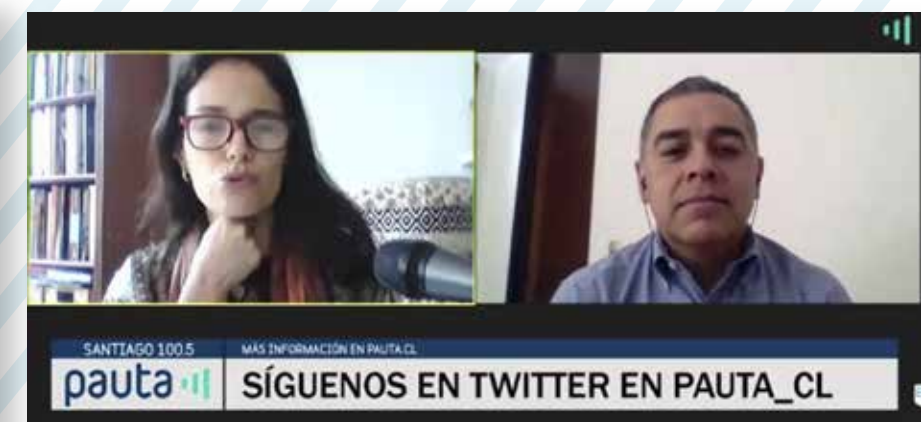 SANTIAGO 100.5
MÁS INFORMACIÓN EN PAUTA.CL
pauta
SÍGUENOS EN TWITTER EN PAUTA_CL